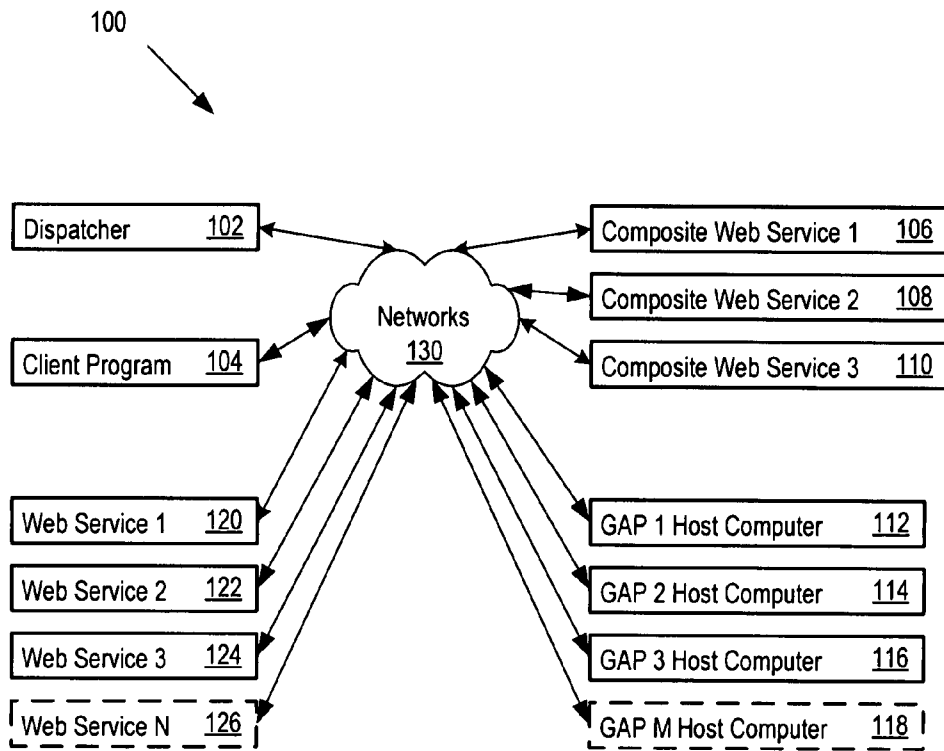 100
Dispatcher 102
Composite Web Service 1 106
Composite Web Service 2 108
Networks
130
Client Program 104
Composite Web Service 3 110
Web Service 1 120
GAP 1 Host Computer 112
Web Service 2 122
GAP 2 Host Computer 114
Web Service 3 124
GAP 3 Host Computer 116
Web Service N 126
GAP M Host Computer 118